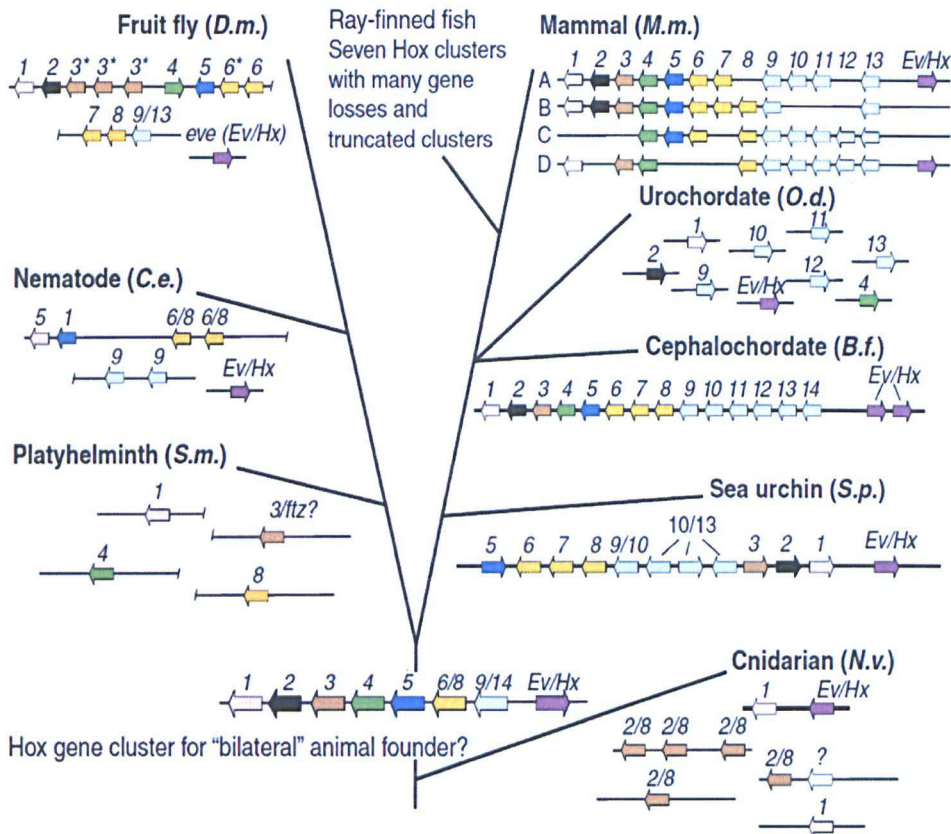 Fruit fly (D.m.)
1 2 3* 3* 3* 4 5 6* 6
7 8 9/13 eve (Ev/Hx)
Ray-finned fish
Seven Hox clusters
with many gene
losses and
truncated clusters
Mammal (M.m.)
1 2 3 4 5 6 7 8 9 10 11 12 13 Ev/Hx
A
B
C
D
Urochordate (O.d.)
1 10 11
2 9 12 13
Ev/Hx 4
Nematode (C.e.)
5 1 6/8 6/8
9 9 Ev/Hx
Cephalochordate (B.f.)
1 2 3 4 5 6 7 8 9 10 11 12 13 14 Ev/Hx
Platyhelminth (S.m.)
1
3/ftz?
4
8
Sea urchin (S.p.)
10/13
5 6 7 8 9/10 3 2 1 Ev/Hx
1 2 3 4 5 6/8 9/14 Ev/Hx
Hox gene cluster for "bilateral" animal founder?
Cnidarian (N.v.)
1 Ev/Hx
2/8 2/8 2/8
2/8 ?
2/8
1